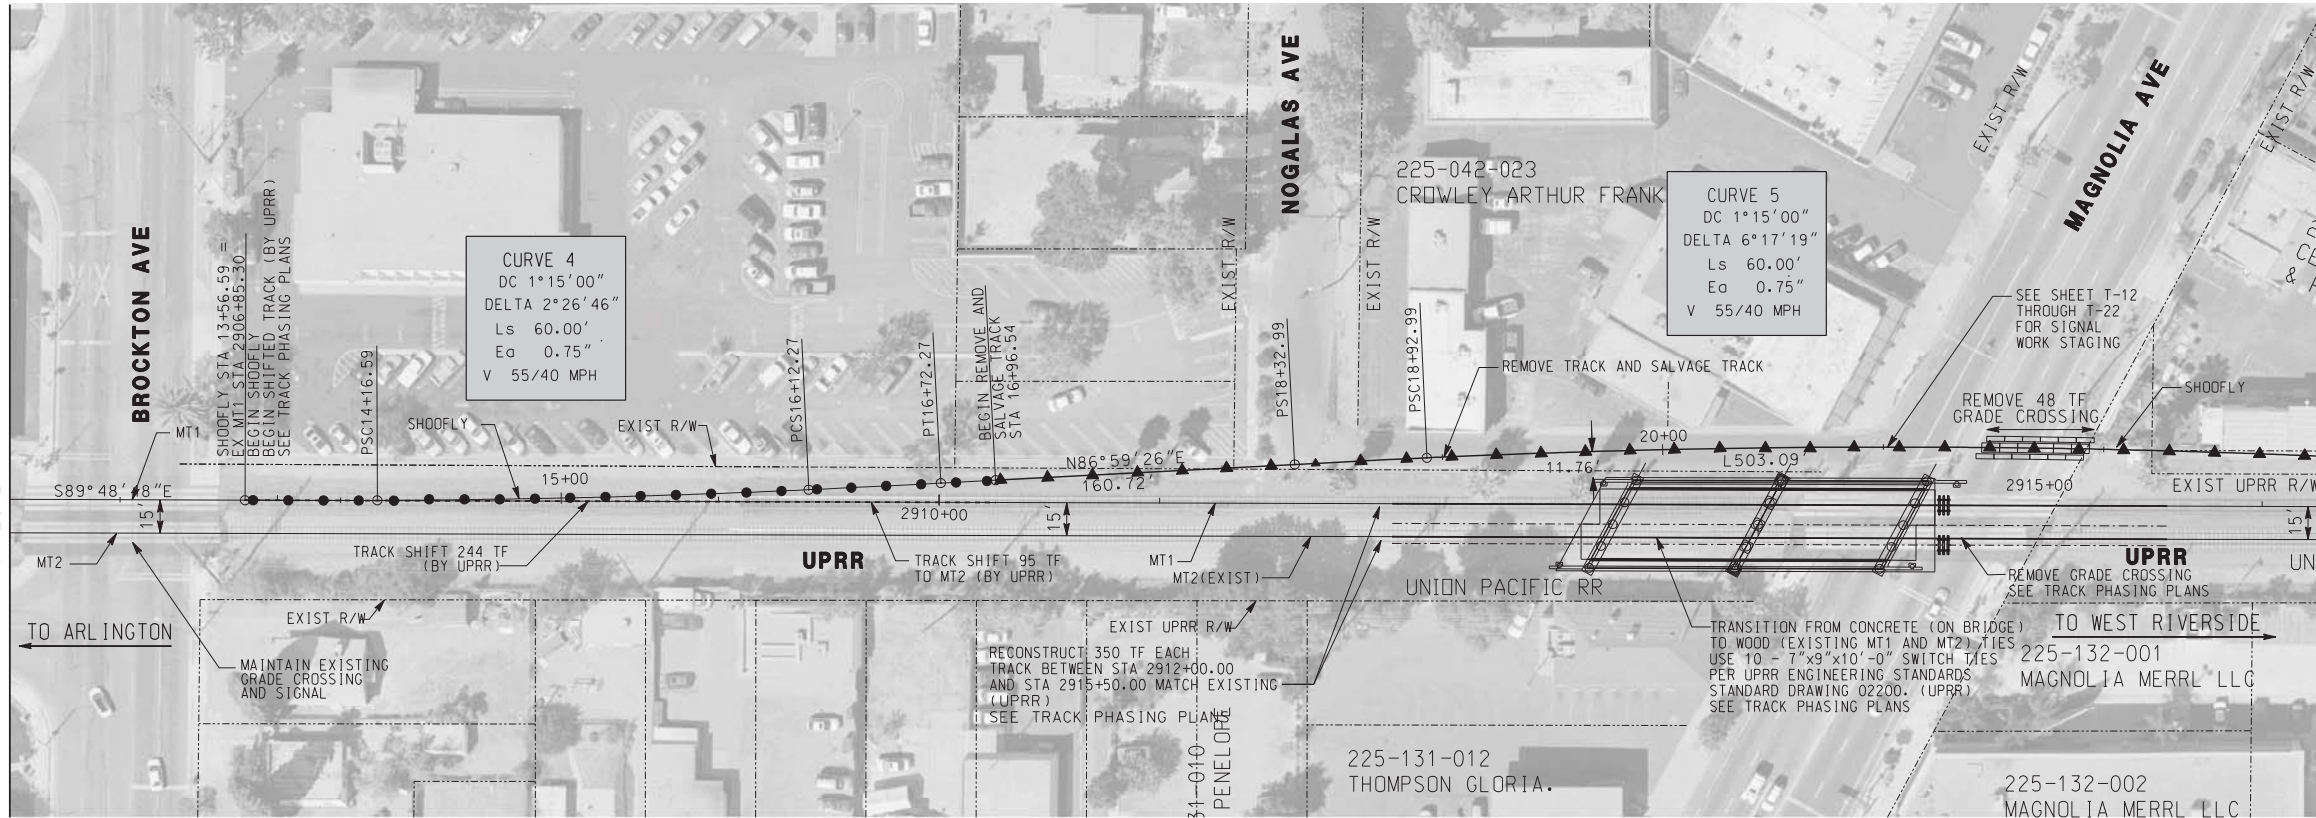 BROCKTON AVE
SHOOFLY STA 13+56.59 =
EX MT1 STA 2906+85.30
BEGIN SHOOFLY
BEGIN SHIFTED TRACK (BY UPRR)
SEE TRACK PHASING PLANS
PSC14+16.59
CURVE 4
DC 1°15'00"
DELTA 2°26'46"
Ls 60.00'
Ea 0.75"
V 55/40 MPH
PCS16+12.27
PT16+72.27
BEGIN REMOVE AND
SALVAGE TRACK
STA 16+96.54
NOGALAS AVE
EXIST R/W
EXIST R/W
PS18+32.99
PSC18+92.99
225-042-023
CROWLEY ARTHUR FRANK
CURVE 5
DC 1°15'00"
DELTA 6°17'19"
Ls 60.00'
Ea 0.75"
V 55/40 MPH
EXIST R/W
MAGNOLIA AVE
EXIST R/W
EXIST R/W
SEE SHEET T-12
THROUGH T-22
FOR SIGNAL
WORK STAGING
REMOVE TRACK AND SALVAGE TRACK
REMOVE 48 TF
GRADE CROSSING
SHOOFLY
MT1
SHOOFLY
EXIST R/W
20+00
L503.09
11.76'
N86°59'26"E
160.72'
15+00
S89°48'48"E
15'
2910+00
15'
2915+00
EXIST UPRR R/W
15'
MT2
TRACK SHIFT 244 TF
(BY UPRR)
UPRR
TRACK SHIFT 95 TF
TO MT2 (BY UPRR)
MT1
MT2(EXIST)
UNION PACIFIC RR
UPRR
UN
REMOVE GRADE CROSSING
SEE TRACK PHASING PLANS
EXIST R/W
TO ARLINGTON
MAINTAIN EXISTING
GRADE CROSSING
AND SIGNAL
EXIST UPRR R/W
RECONSTRUCT 350 TF EACH
TRACK BETWEEN STA 2912+00.00
AND STA 2915+50.00 MATCH EXISTING
(UPRR)
SEE TRACK PHASING PLANS
TRANSITION FROM CONCRETE (ON BRIDGE)
TO WOOD (EXISTING MT1 AND MT2) TIES
USE 10 - 7"x9"x10'-0" SWITCH TIES
PER UPRR ENGINEERING STANDARDS
STANDARD DRAWING 02200. (UPRR)
SEE TRACK PHASING PLANS
TO WEST RIVERSIDE
225-132-001
MAGNOLIA MERRL LLC
31-010
PENELOPE
225-131-012
THOMPSON GLORIA.
225-132-002
MAGNOLIA MERRL LLC